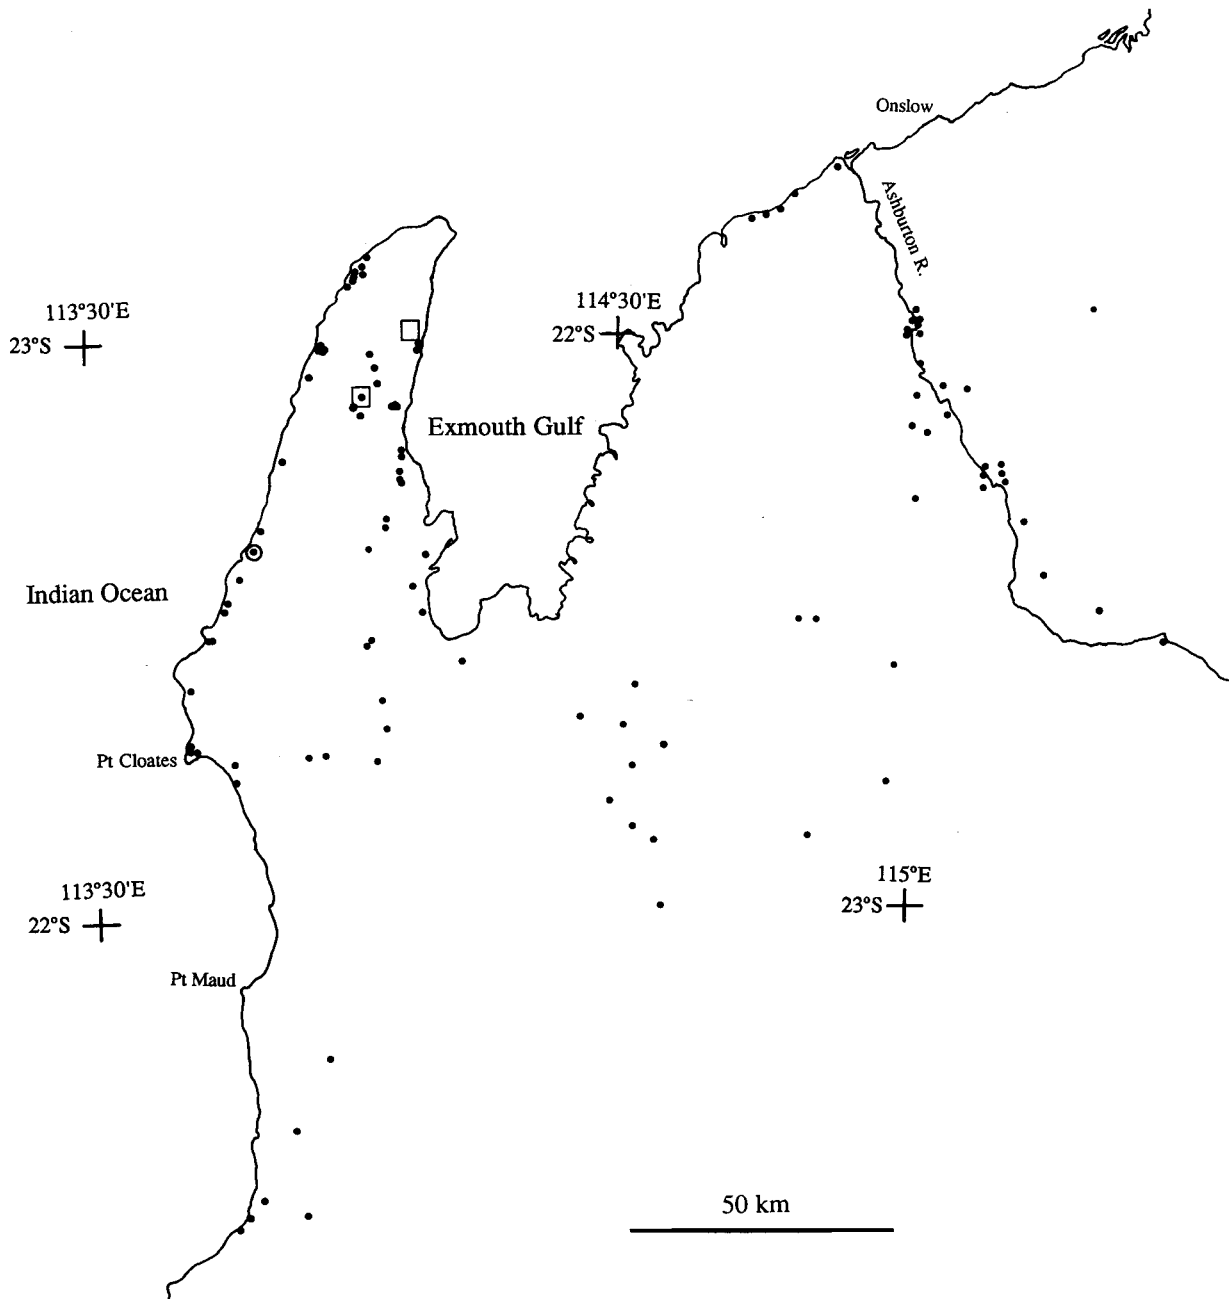 Onslow
Ashburton R.
113°30'E
23°S
114°30'E
22°S
Exmouth Gulf
Indian Ocean
Pt Cloates
113°30'E
22°S
115°E
23°S
Pt Maud
50 km